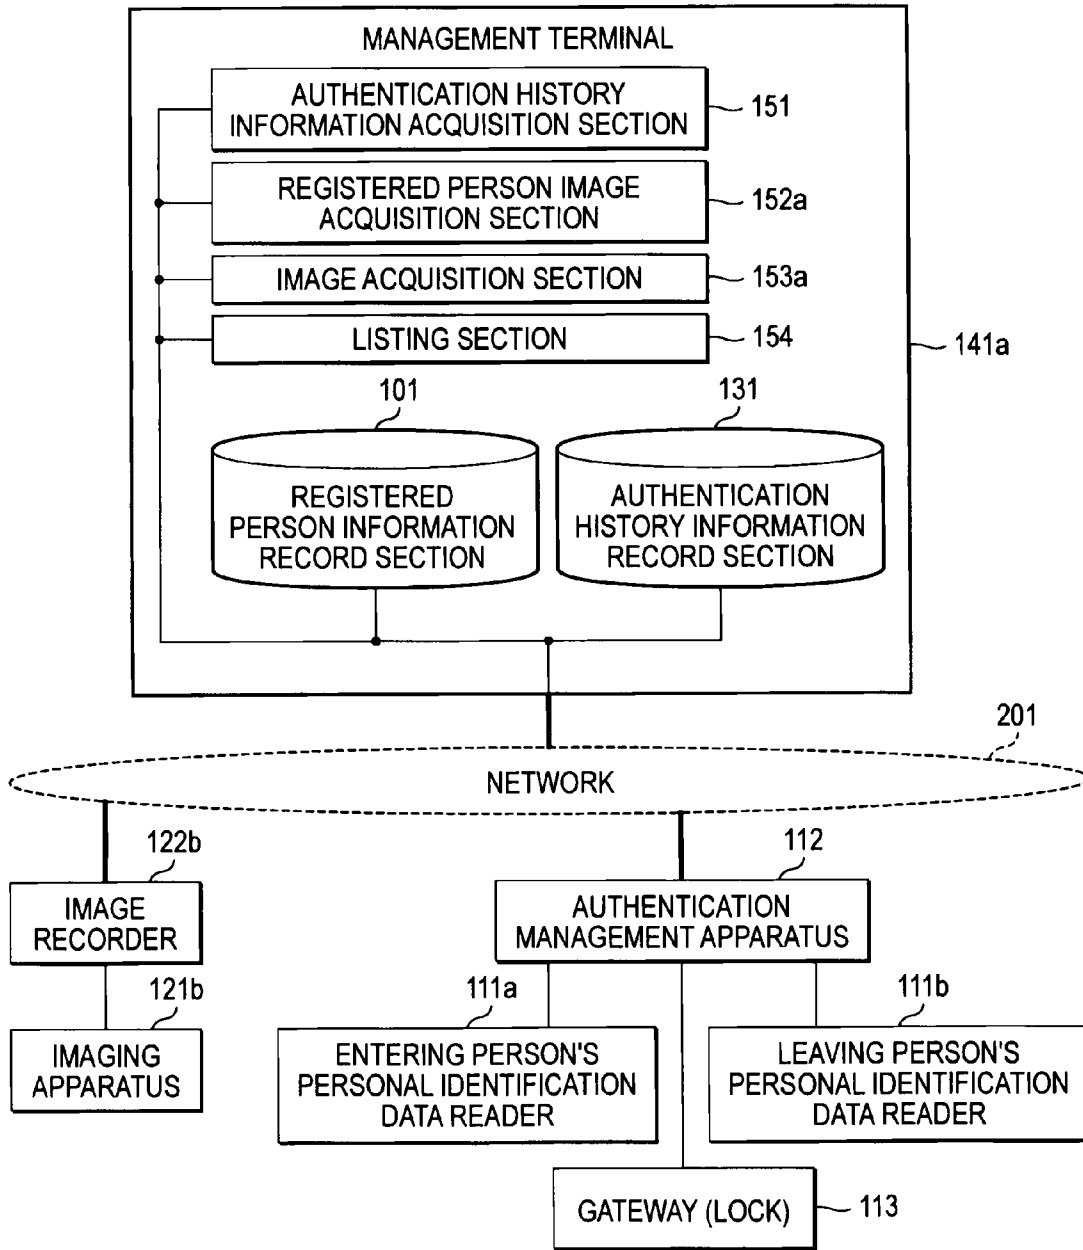 MANAGEMENT TERMINAL
AUTHENTICATION HISTORY
INFORMATION ACQUISITION SECTION
151
REGISTERED PERSON IMAGE
ACQUISITION SECTION
152a
IMAGE ACQUISITION SECTION
153a
LISTING SECTION
154
141a
101
131
REGISTERED
PERSON INFORMATION
RECORD SECTION
AUTHENTICATION
HISTORY INFORMATION
RECORD SECTION
201
NETWORK
122b
112
IMAGE
RECORDER
AUTHENTICATION
MANAGEMENT APPARATUS
121b
111a
111b
IMAGING
APPARATUS
ENTERING PERSON'S
PERSONAL IDENTIFICATION
DATA READER
LEAVING PERSON'S
PERSONAL IDENTIFICATION
DATA READER
GATEWAY (LOCK)
113